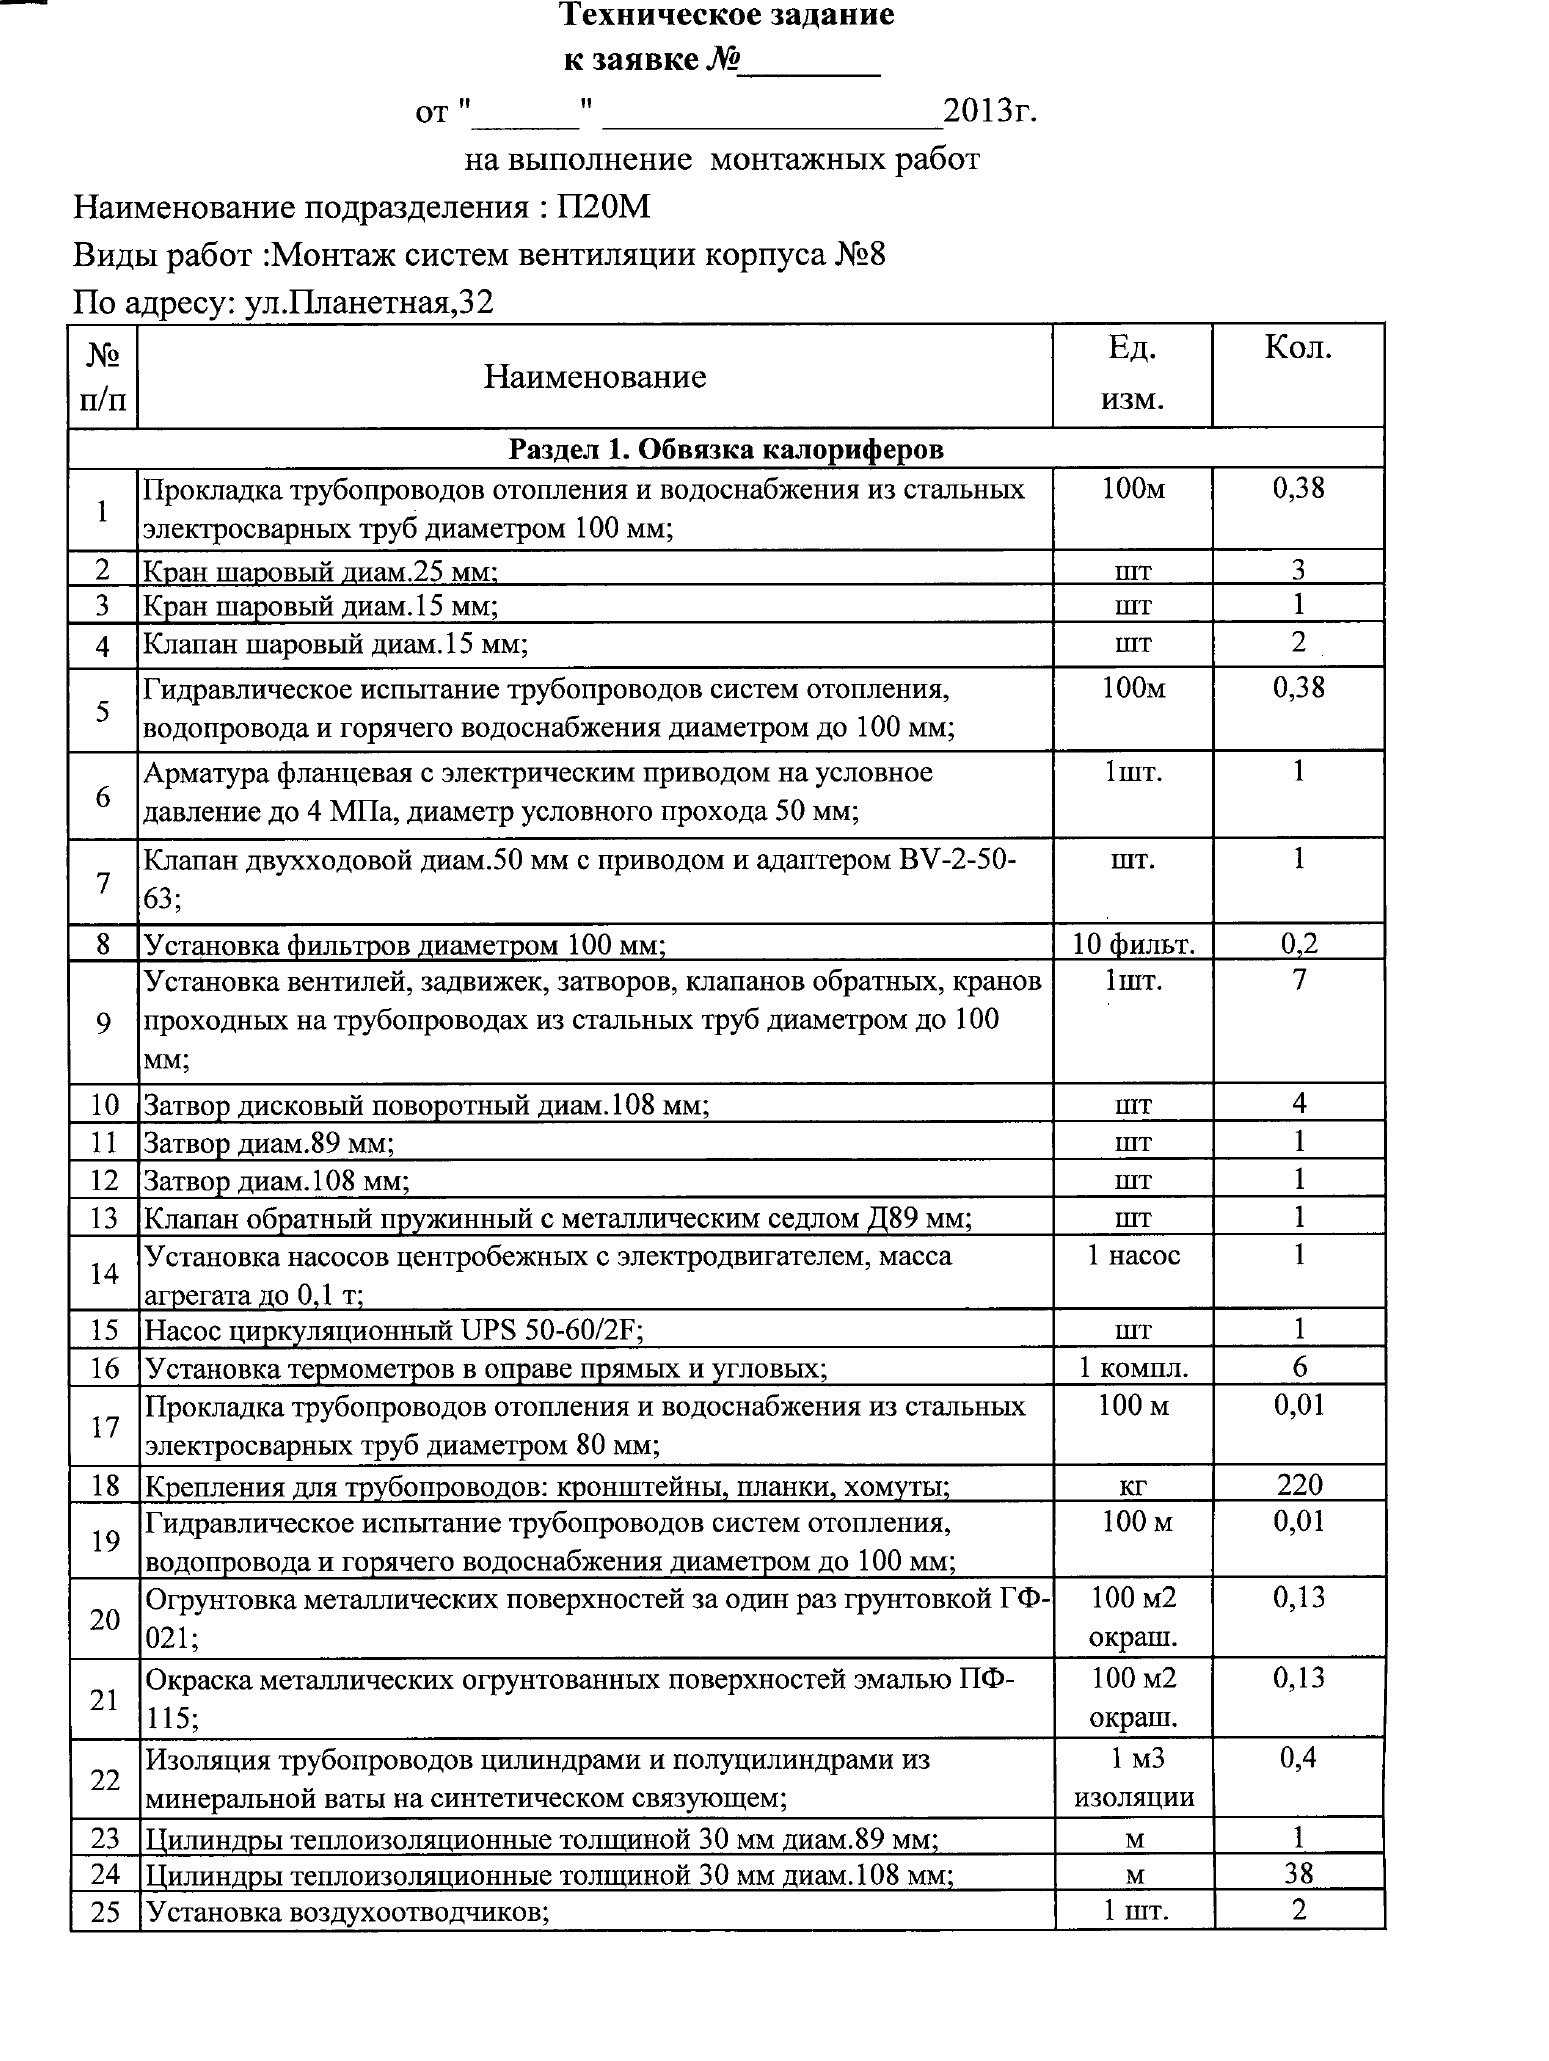 Техническое задание
к заявке №________
от "______" ___________________2013г.
на выполнение монтажных работ
Наименование подразделения : П20М
Виды работ :Монтаж систем вентиляции корпуса №8
По адресу: ул.Планетная,32
№ п/п Наименование Ед. изм. Кол.
Раздел 1. Обвязка калориферов
1 Прокладка трубопроводов отопления и водоснабжения из стальных 100м 0,38
электросварных труб диаметром 100 мм;
2 Кран шаровый диам.25 мм; шт 3
3 Кран шаровый диам.15 мм; шт 1
4 Клапан шаровый диам.15 мм; шт 2
5 Гидравлическое испытание трубопроводов систем отопления, 100м 0,38
водопровода и горячего водоснабжения диаметром до 100 мм;
6 Арматура фланцевая с электрическим приводом на условное 1шт. 1
давление до 4 МПа, диаметр условного прохода 50 мм;
7 Клапан двухходовой диам.50 мм с приводом и адаптером BV-2-50- шт. 1
63;
8 Установка фильтров диаметром 100 мм; 10 фильт. 0,2
9 Установка вентилей, задвижек, затворов, клапанов обратных, кранов 1шт. 7
проходных на трубопроводах из стальных труб диаметром до 100
мм;
10 Затвор дисковый поворотный диам.108 мм; шт 4
11 Затвор диам.89 мм; шт 1
12 Затвор диам.108 мм; шт 1
13 Клапан обратный пружинный с металлическим седлом Д89 мм; шт 1
14 Установка насосов центробежных с электродвигателем, масса 1 насос 1
агрегата до 0,1 т;
15 Насос циркуляционный UPS 50-60/2F; шт 1
16 Установка термометров в оправе прямых и угловых; 1 компл. 6
17 Прокладка трубопроводов отопления и водоснабжения из стальных 100 м 0,01
электросварных труб диаметром 80 мм;
18 Крепления для трубопроводов: кронштейны, планки, хомуты; кг 220
19 Гидравлическое испытание трубопроводов систем отопления, 100 м 0,01
водопровода и горячего водоснабжения диаметром до 100 мм;
20 Огрунтовка металлических поверхностей за один раз грунтовкой ГФ- 100 м2 0,13
021; окраш.
21 Окраска металлических огрунтованных поверхностей эмалью ПФ- 100 м2 0,13
115; окраш.
22 Изоляция трубопроводов цилиндрами и полуцилиндрами из 1 м3 0,4
минеральной ваты на синтетическом связующем; изоляции
23 Цилиндры теплоизоляционные толщиной 30 мм диам.89 мм; м 1
24 Цилиндры теплоизоляционные толщиной 30 мм диам.108 мм; м 38
25 Установка воздухоотводчиков; 1 шт. 2